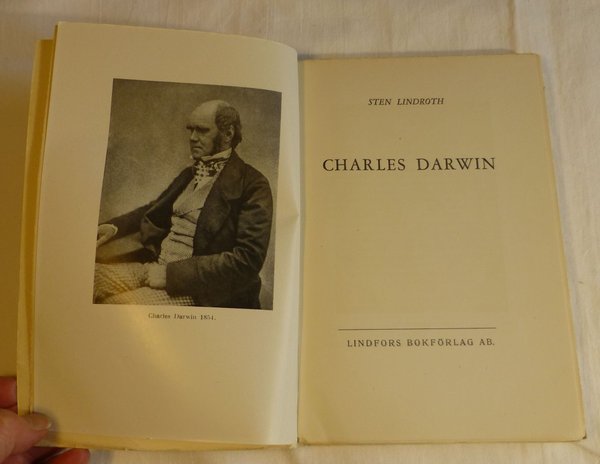 Charles Darwin 1854.
STEN LINDROTH
CHARLES DARWIN
LINDFORS BOKFÖRLAG AB.